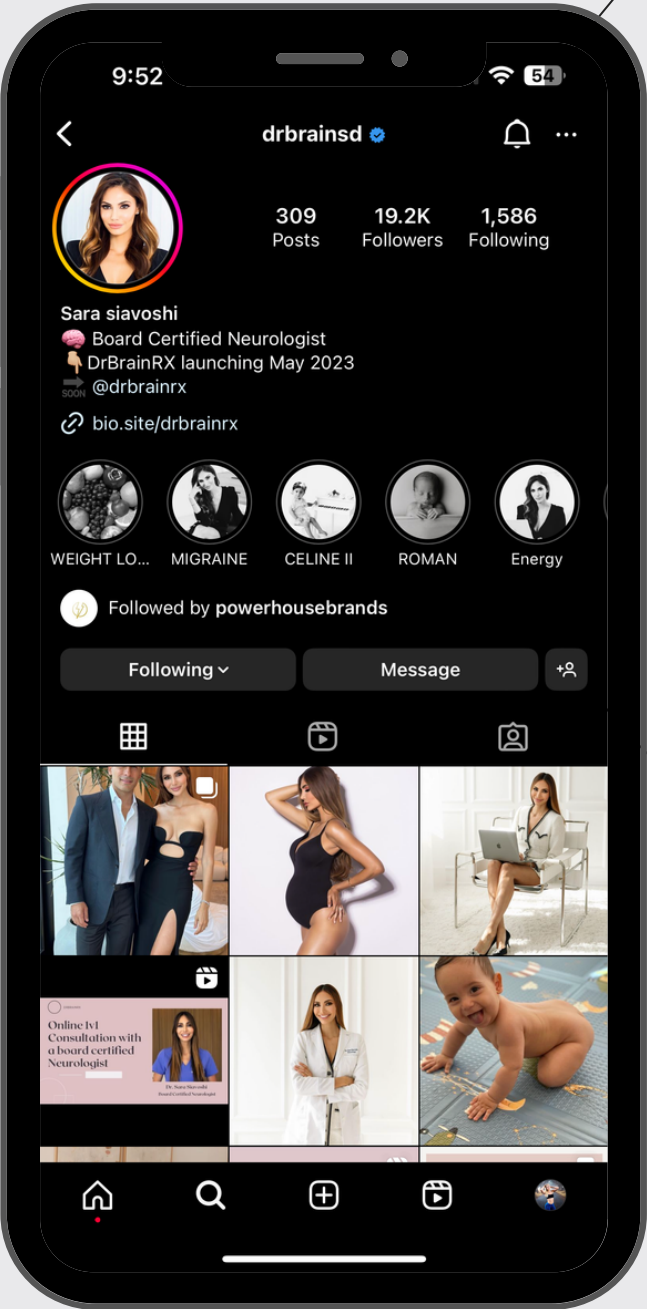 9:52
54
drbrainsd
309
19.2K
1,586
Posts
Followers
Following
Sara siavoshi
🧠 Board Certified Neurologist
👇🏼DrBrainRX launching May 2023
🔜 @drbrainrx
bio.site/drbrainrx
WEIGHT LO...
MIGRAINE
CELINE II
ROMAN
Energy
Followed by powerhousebrands
Following
Message
Online 1v1
Consultation with
a board certified
Neurologist
Dr. Sara Siavoshi
Board Certified Neurologist